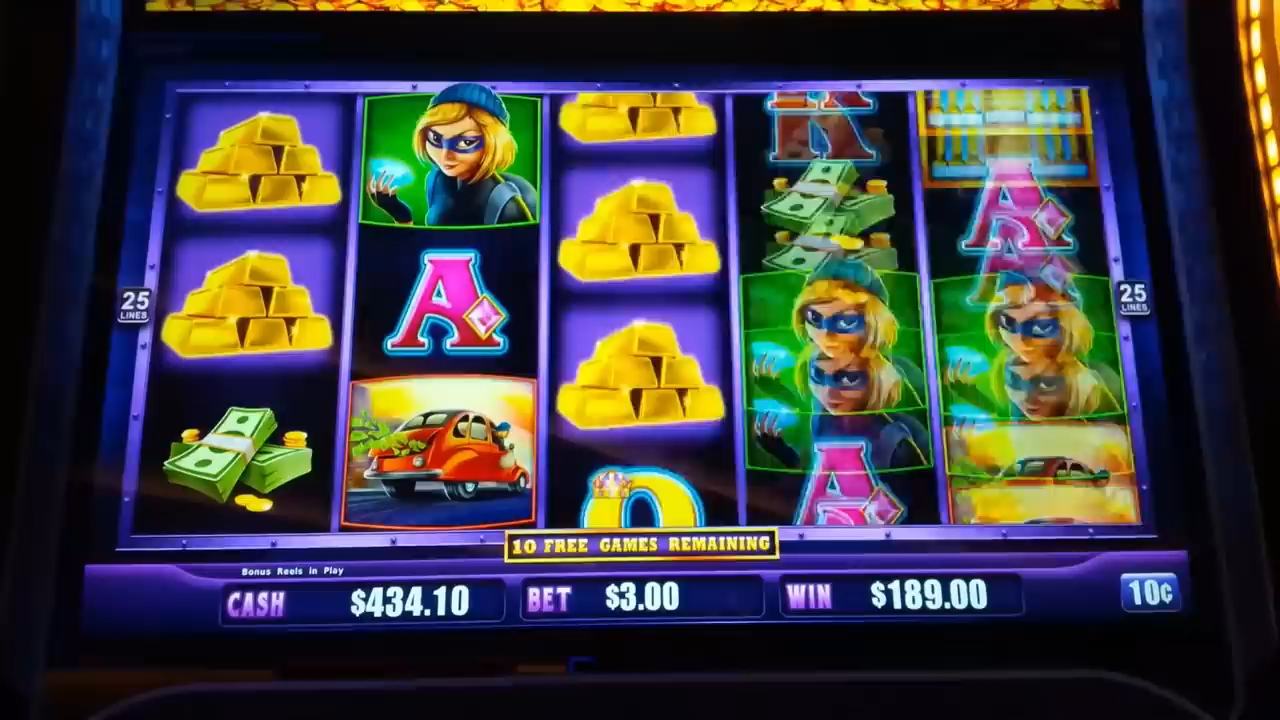 K
A
A
25
LINES
A
25
LINES
Q
A
10 FREE GAMES REMAINING
Bonus Reels in Play
CASH $434.10 BET $3.00 WIN $189.00 10¢